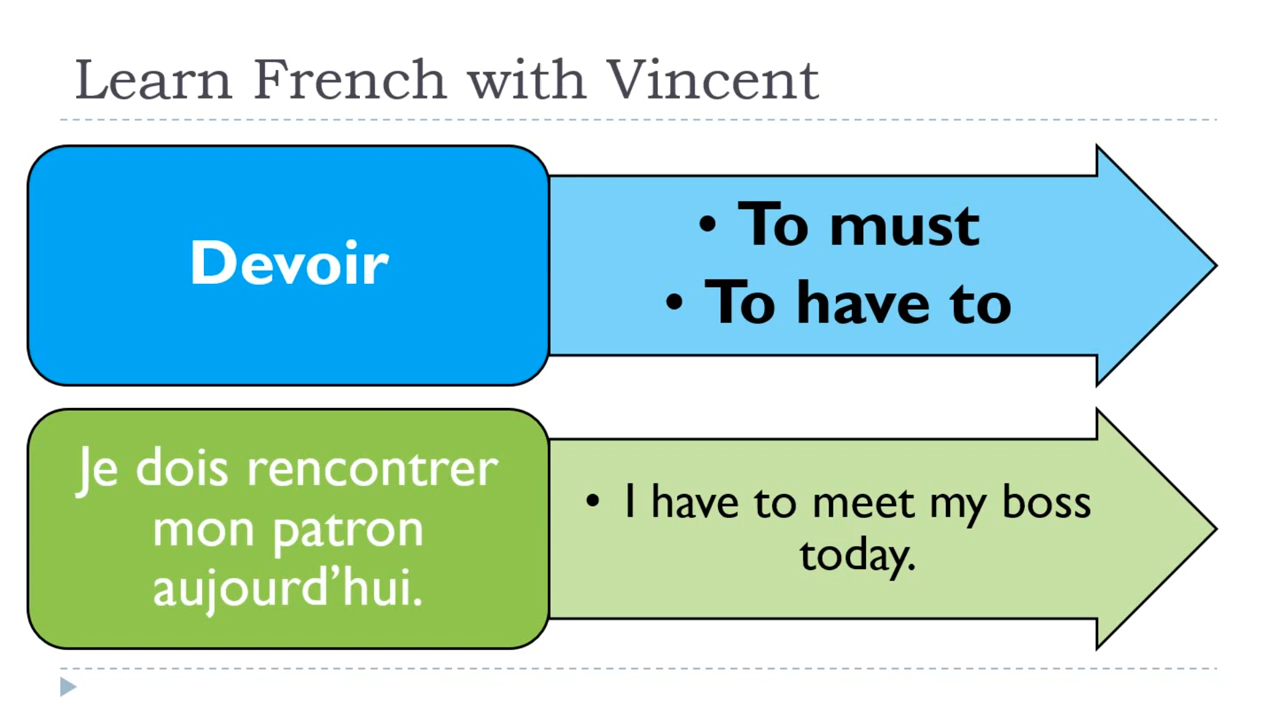 Learn French with Vincent
Devoir
• To must
• To have to
Je dois rencontrer
mon patron
aujourd’hui.
• I have to meet my boss
today.